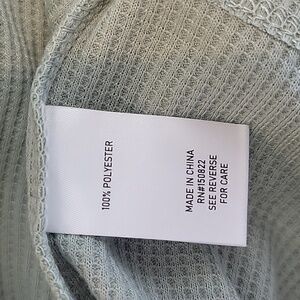 100% POLYESTER
MADE IN CHINA
RN#150822
SEE REVERSE
FOR CARE